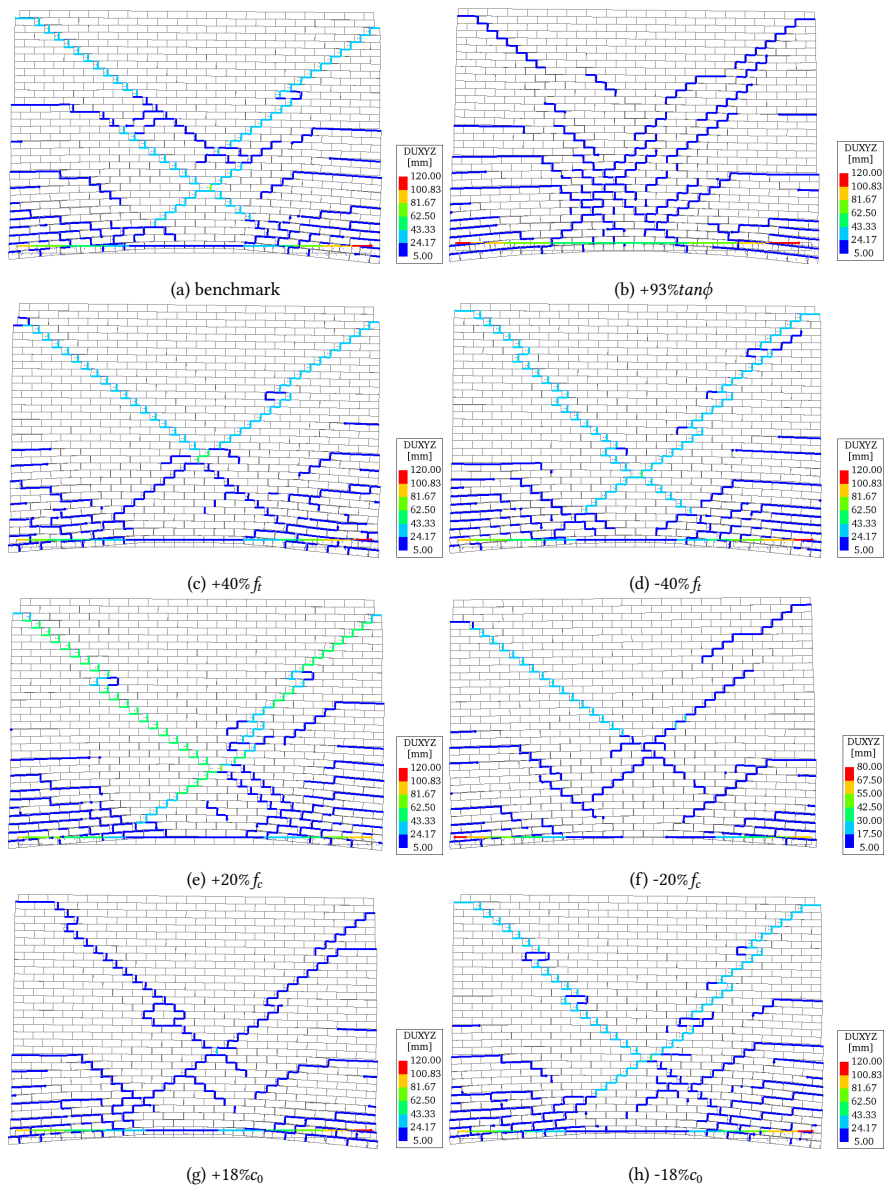 DUXYZ
[mm]
120.00
100.83
81.67
62.50
43.33
24.17
5.00
(a) benchmark
DUXYZ
[mm]
120.00
100.83
81.67
62.50
43.33
24.17
5.00
(b) +93%tanϕ
DUXYZ
[mm]
120.00
100.83
81.67
62.50
43.33
24.17
5.00
(c) +40% fₜ
DUXYZ
[mm]
120.00
100.83
81.67
62.50
43.33
24.17
5.00
(d) -40% fₜ
DUXYZ
[mm]
120.00
100.83
81.67
62.50
43.33
24.17
5.00
(e) +20% f_c
DUXYZ
[mm]
80.00
67.50
55.00
42.50
30.00
17.50
5.00
(f) -20% f_c
DUXYZ
[mm]
120.00
100.83
81.67
62.50
43.33
24.17
5.00
(g) +18%c₀
DUXYZ
[mm]
120.00
100.83
81.67
62.50
43.33
24.17
5.00
(h) -18%c₀